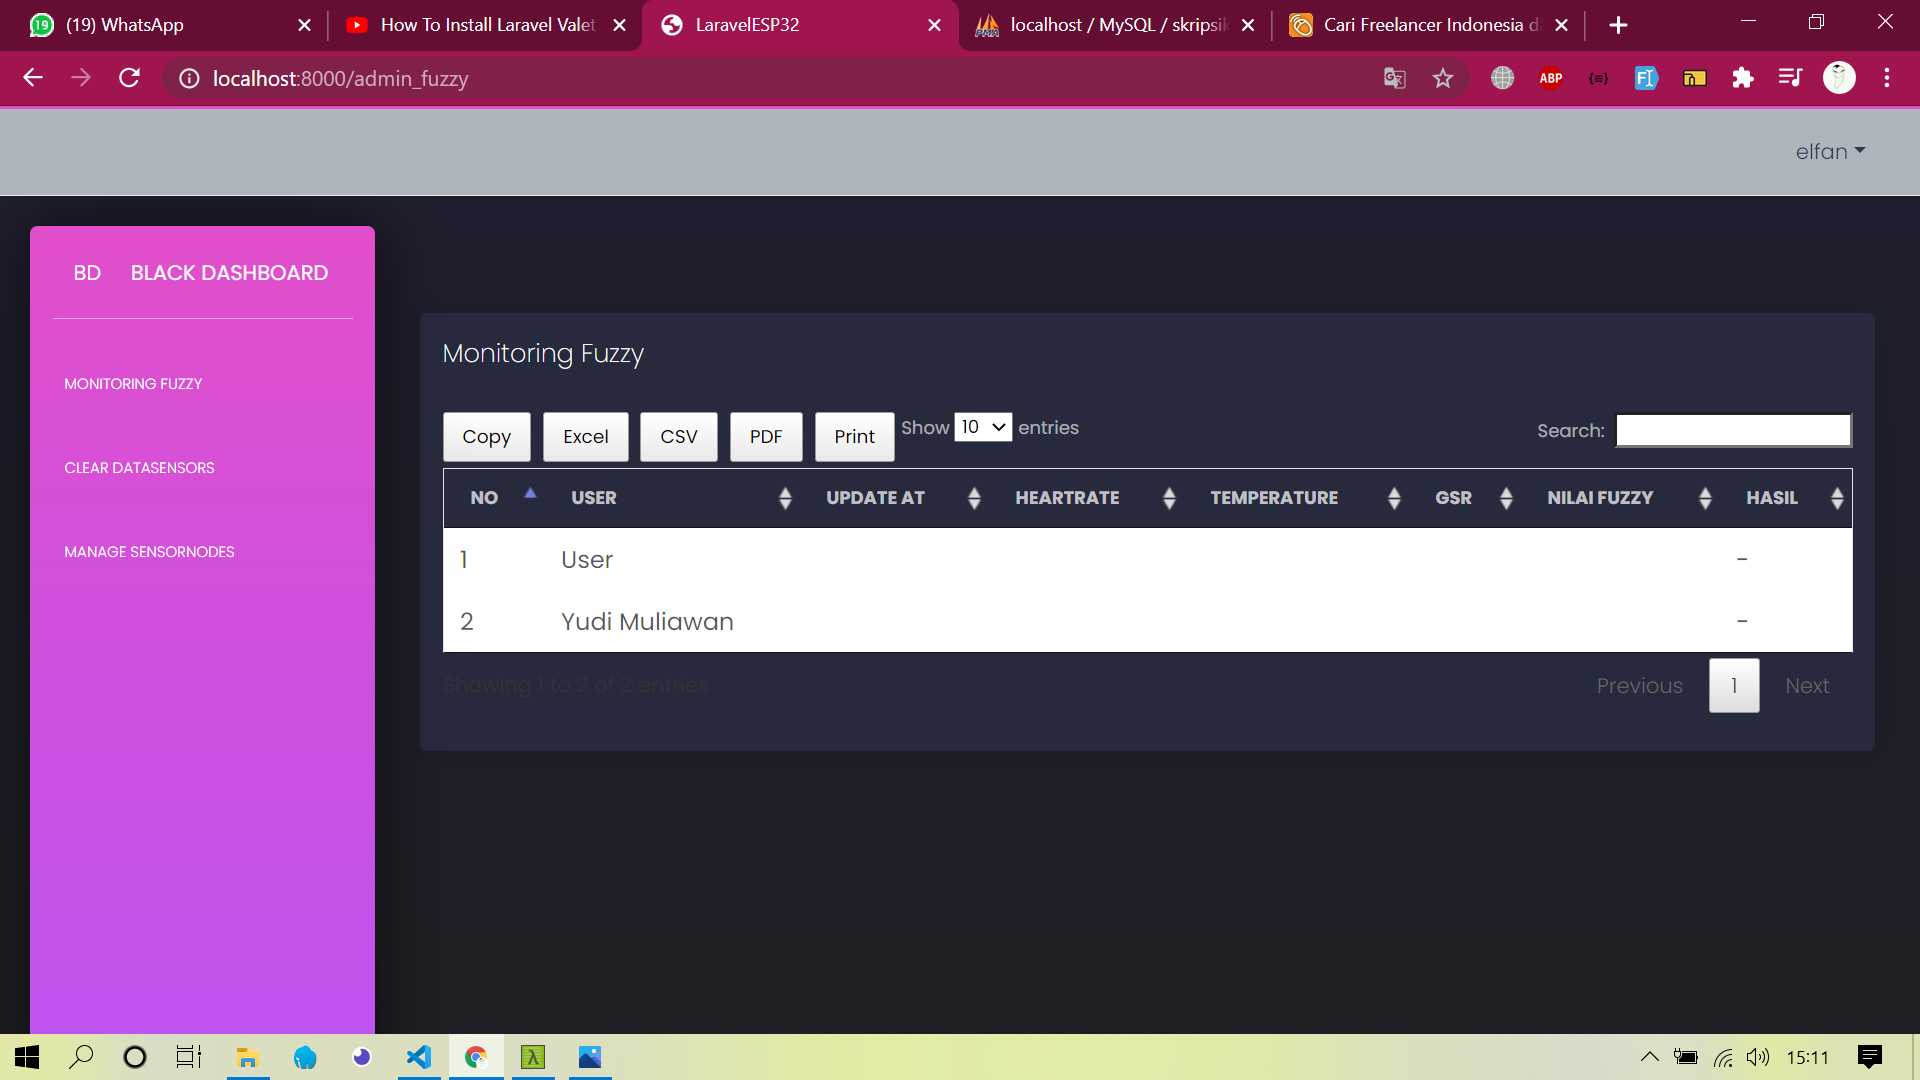 (19) WhatsApp
How To Install Laravel Valet
LaravelESP32
localhost / MySQL / skripsik
Cari Freelancer Indonesia d
localhost:8000/admin_fuzzy
ABP
elfan
BD BLACK DASHBOARD
MONITORING FUZZY
CLEAR DATASENSORS
MANAGE SENSORNODES
Monitoring Fuzzy
Copy Excel CSV PDF Print Show 10 entries Search:
NO USER UPDATE AT HEARTRATE TEMPERATURE GSR NILAI FUZZY HASIL
1 User -
2 Yudi Muliawan -
Showing 1 to 2 of 2 entries
Previous 1 Next
15:11